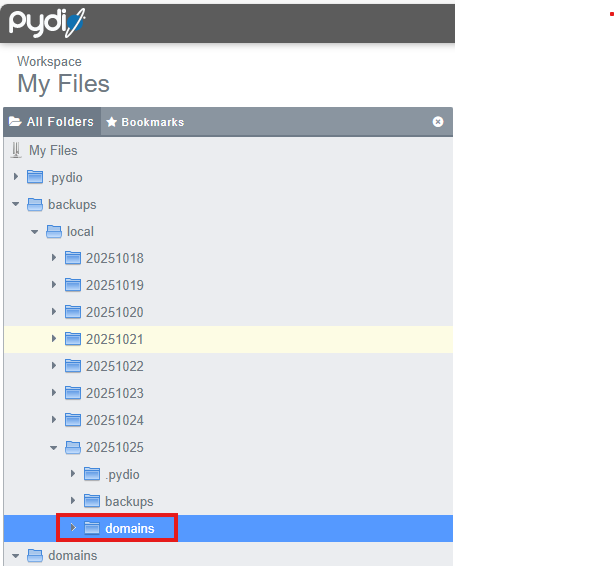 pydio
Workspace
My Files
All Folders Bookmarks
My Files
.pydio
backups
local
20251018
20251019
20251020
20251021
20251022
20251023
20251024
20251025
.pydio
backups
domains
domains